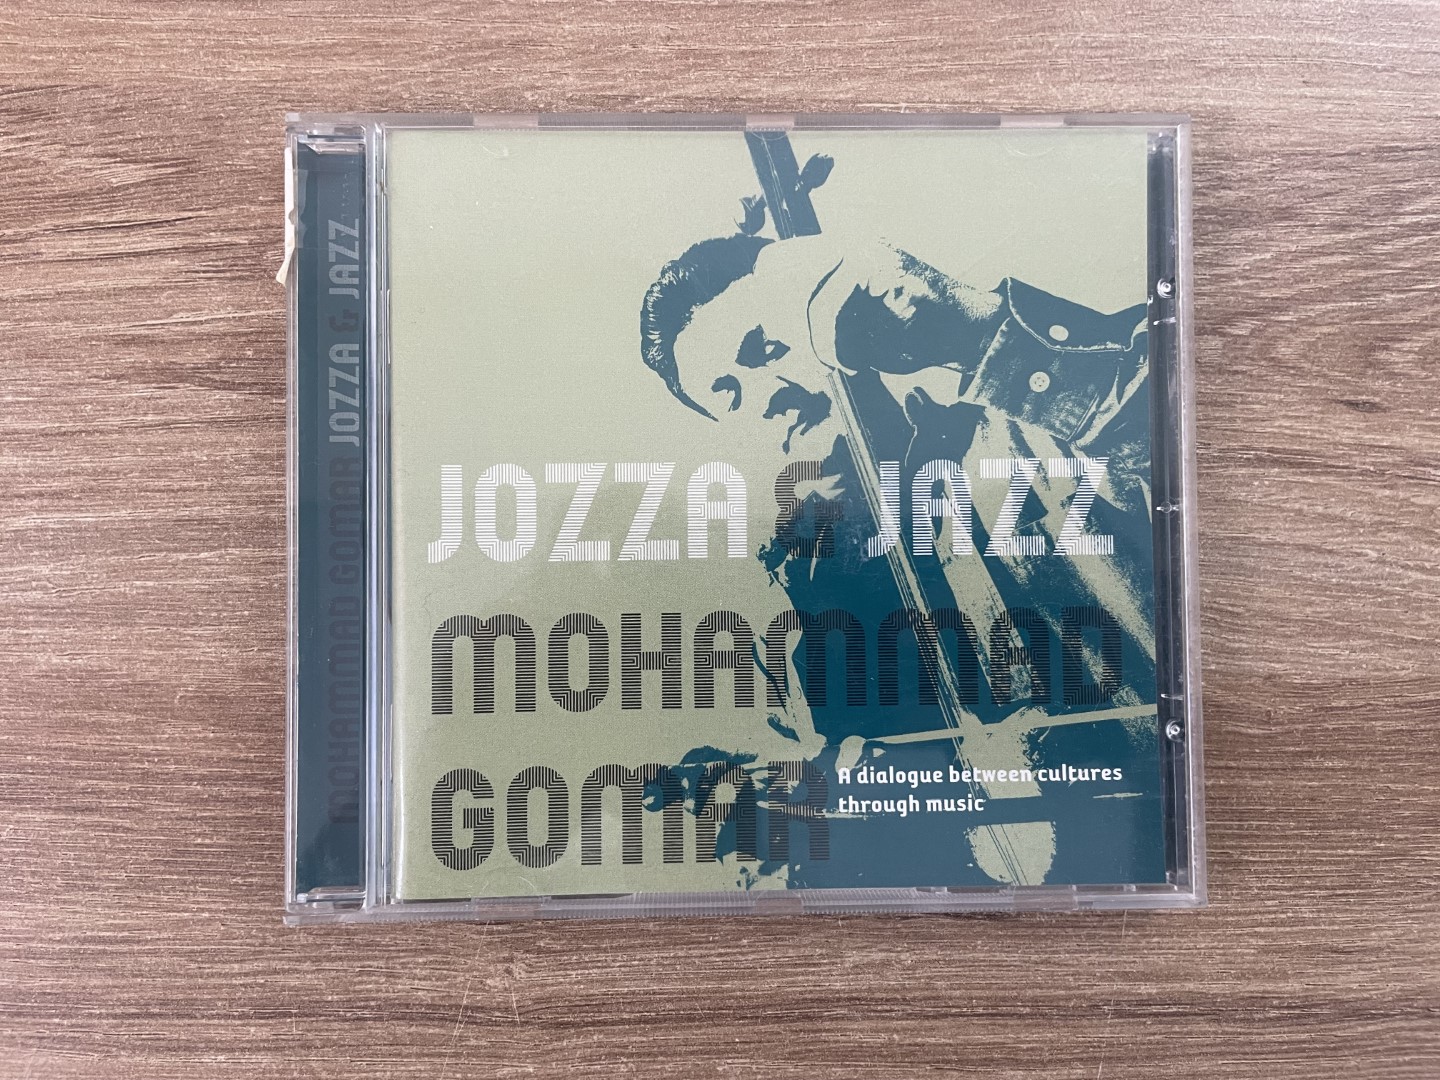 MOHAMMAD GOMAR JOZZA & JAZZ
JOZZA & JAZZ
MOHAMMAD
GOMAR
A dialogue between cultures
through music